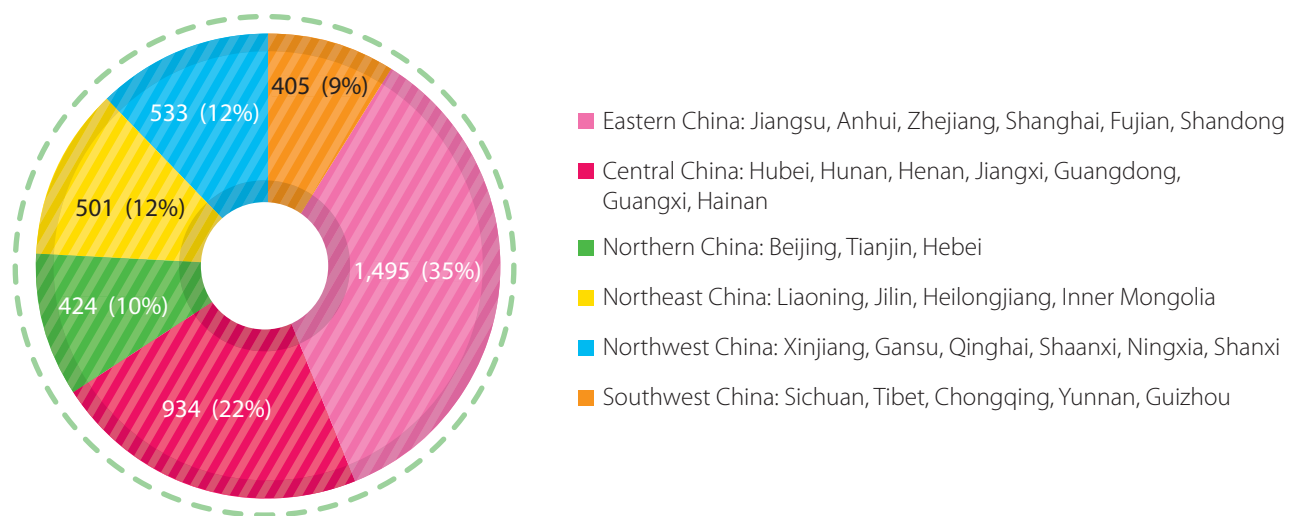 405 (9%)
533 (12%)
501 (12%)
1,495 (35%)
424 (10%)
934 (22%)
Eastern China: Jiangsu, Anhui, Zhejiang, Shanghai, Fujian, Shandong
Central China: Hubei, Hunan, Henan, Jiangxi, Guangdong,
Guangxi, Hainan
Northern China: Beijing, Tianjin, Hebei
Northeast China: Liaoning, Jilin, Heilongjiang, Inner Mongolia
Northwest China: Xinjiang, Gansu, Qinghai, Shaanxi, Ningxia, Shanxi
Southwest China: Sichuan, Tibet, Chongqing, Yunnan, Guizhou